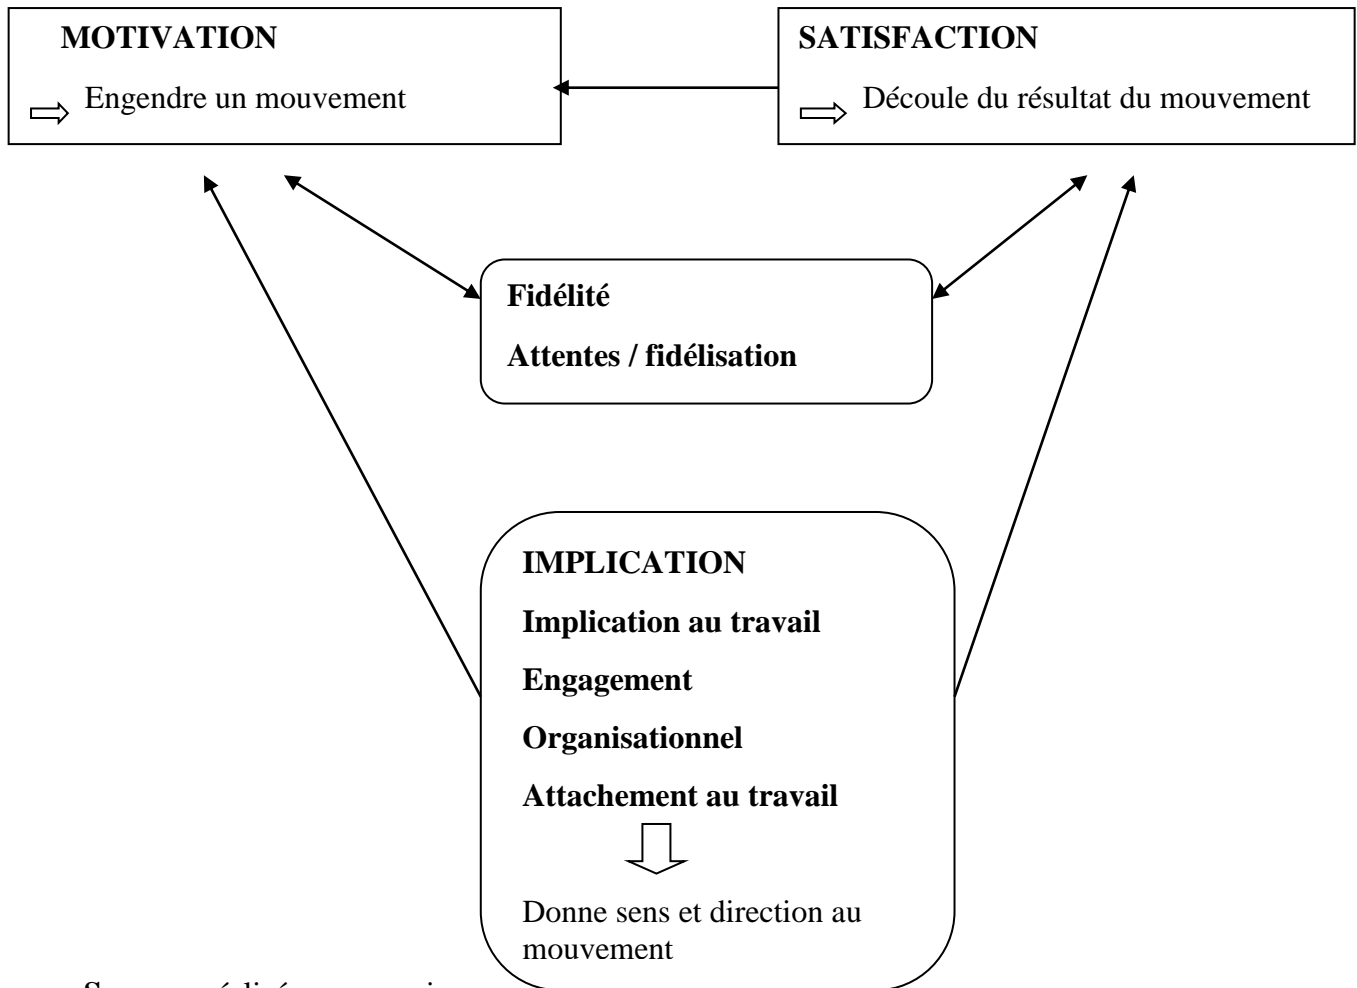 MOTIVATION
Engendre un mouvement
SATISFACTION
Découle du résultat du mouvement
Fidélité
Attentes / fidélisation
IMPLICATION
Implication au travail
Engagement
Organisationnel
Attachement au travail
Donne sens et direction au
mouvement